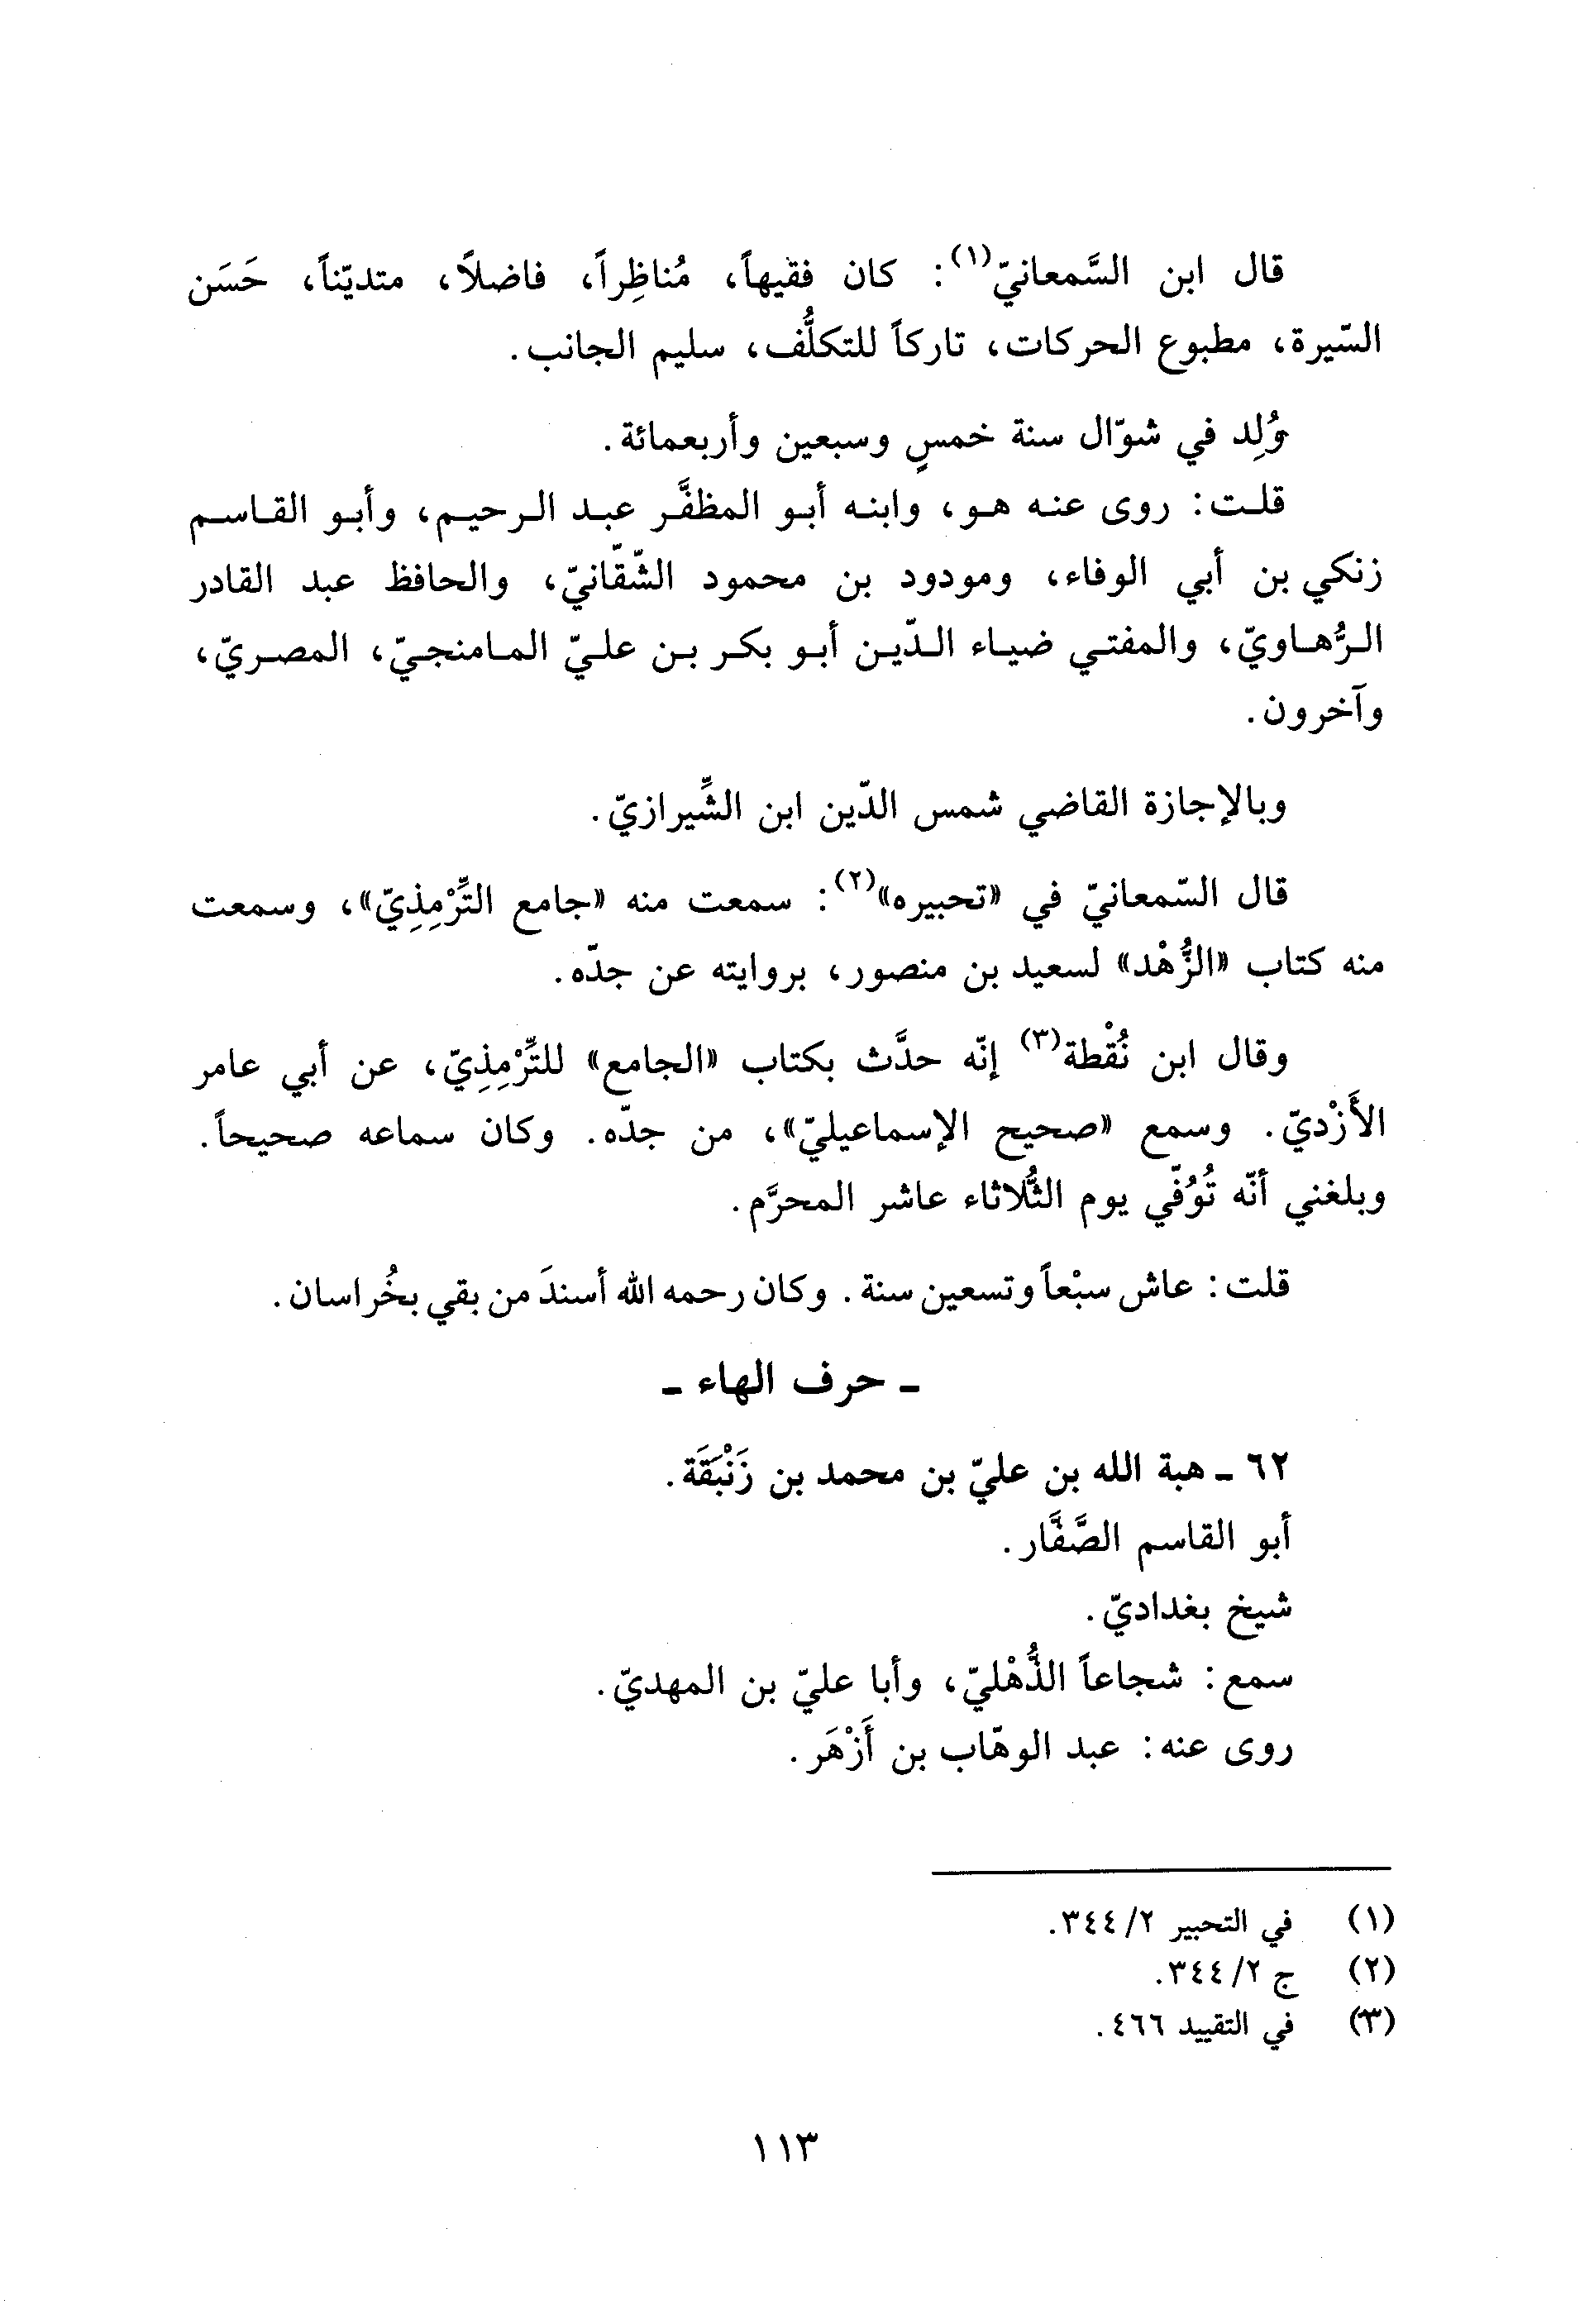 قال ابن السَّمعانيّ(١): كان فقيهاً، مُناظِراً، فاضلاً، متديّناً، حَسَن
السّيرة، مطبوع الحركات، تاركاً للتكلُّف، سليم الجانب.
وُلِد في شوّال سنة خمسٍ وسبعين وأربعمائة.
قلت: روى عنه هو، وابنه أبو المظفَّر عبد الرحيم، وأبو القاسم
زنكي بن أبي الوفاء، ومودود بن محمود الشّقّانيّ، والحافظ عبد القادر
الرُّهاويّ، والمفتي ضياء الدّين أبو بكر بن عليّ المامنجيّ، المصريّ،
وآخرون.
وبالإجازة القاضي شمس الدّين ابن الشِّيرازيّ.
قال السّمعانيّ في «تحبيره»(٢): سمعت منه «جامع التِّرْمِذِيّ»، وسمعت
منه كتاب «الزُّهْد» لسعيد بن منصور، بروايته عن جدّه.
وقال ابن نُقْطة(٣) إنّه حدَّث بكتاب «الجامع» للتِّرْمِذِيّ، عن أبي عامر
الأَزْديّ. وسمع «صحيح الإسماعيليّ»، من جدّه. وكان سماعه صحيحاً.
وبلغني أنّه تُوُفّي يوم الثُّلاثاء عاشر المحرَّم.
قلت: عاش سبْعاً وتسعين سنة. وكان رحمه الله أسندَ من بقي بخُراسان.
ـ حرف الهاء ـ
٦٢ ـ هبة الله بن عليّ بن محمد بن زَنْبَقَة.
أبو القاسم الصَّفَّار.
شيخ بغداديّ.
سمع: شجاعاً الذُّهْليّ، وأبا عليّ بن المهديّ.
روى عنه: عبد الوهّاب بن أَزْهَر.
(١) في التحبير ٢/ ٣٤٤.
(٢) ج ٢/ ٣٤٤.
(٣) في التقييد ٤٦٦.
١١٣